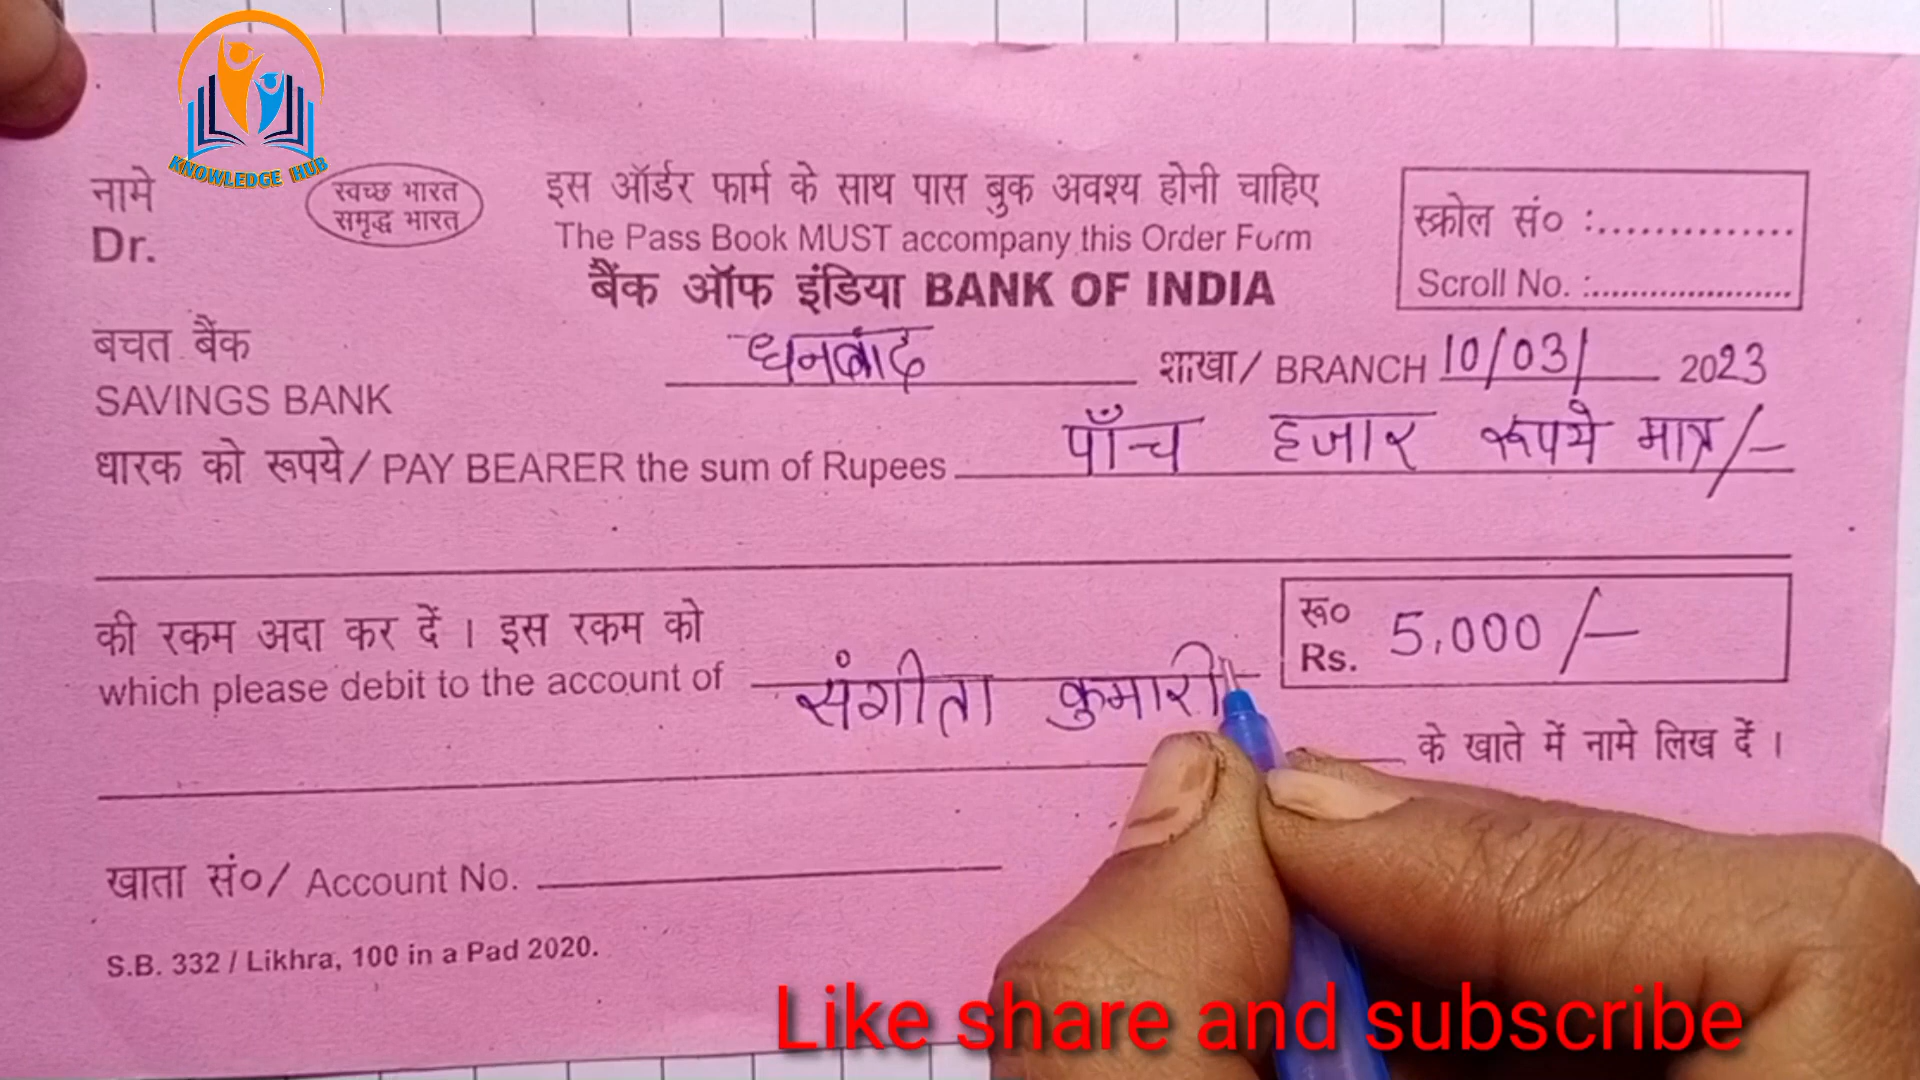 KNOWLEDGE HUB
नामे
Dr.
स्वच्छ भारत
समृद्ध भारत
इस ऑर्डर फार्म के साथ पास बुक अवश्य होनी चाहिए
The Pass Book MUST accompany this Order Form
बैंक ऑफ इंडिया BANK OF INDIA
स्क्रोल सं० :...............
Scroll No. :......................
बचत बैंक
SAVINGS BANK
धनबाद शाखा/ BRANCH 10/03/ 2023
धारक को रूपये/ PAY BEARER the sum of Rupees पाँच हजार रूपये मात्र/-
की रकम अदा कर दें । इस रकम को
which please debit to the account of संगीता कुमारी
रू०
Rs. 5,000/-
के खाते में नामे लिख दें ।
खाता सं०/ Account No.
S.B. 332 / Likhra, 100 in a Pad 2020.
Like share and subscribe